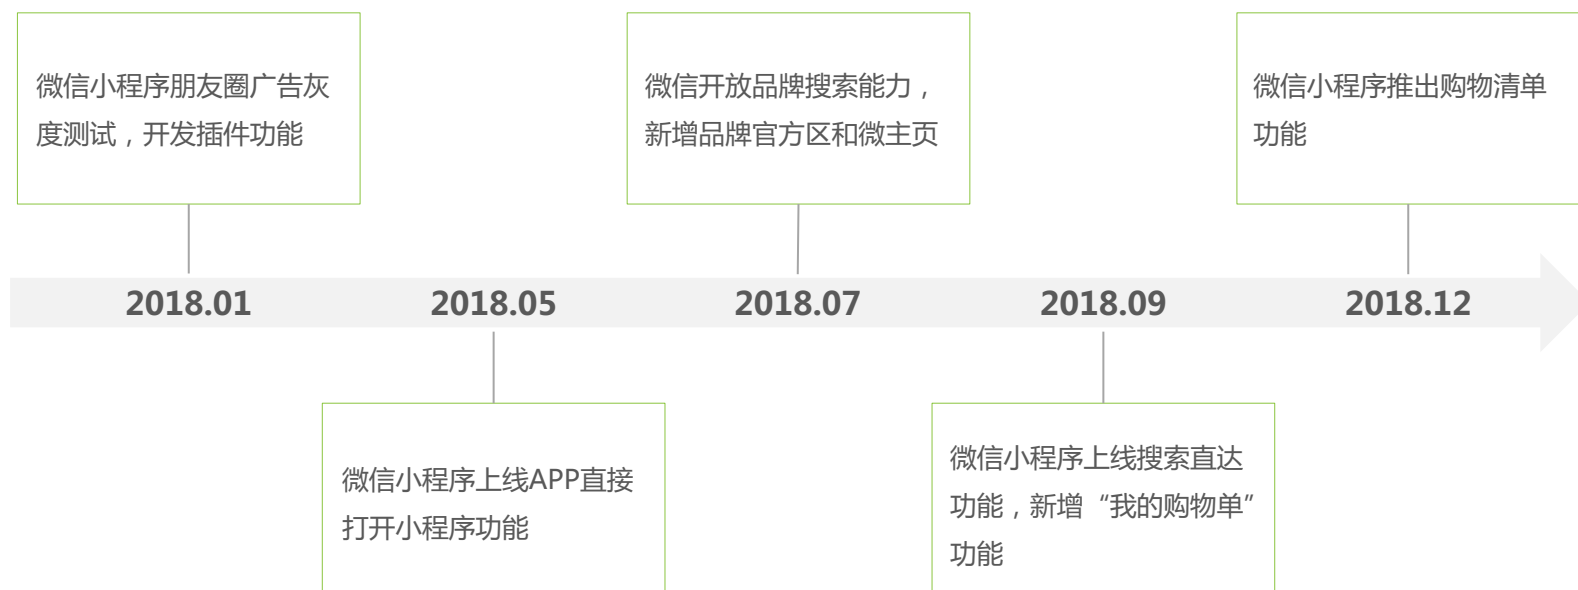 微信小程序朋友圈广告灰
度测试，开发插件功能
微信开放品牌搜索能力，
新增品牌官方区和微主页
微信小程序推出购物清单
功能
2018.01
2018.05
2018.07
2018.09
2018.12
微信小程序上线APP直接
打开小程序功能
微信小程序上线搜索直达
功能，新增“我的购物单”
功能